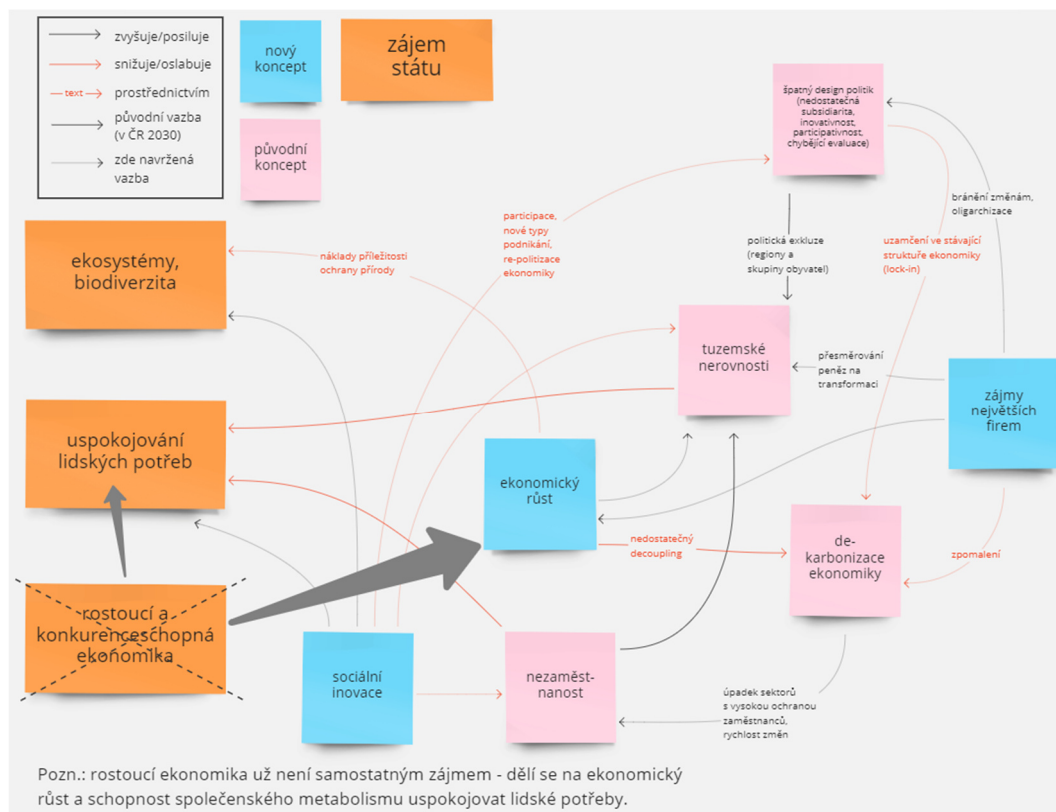 zvyšuje/posiluje
snižuje/oslabuje
text
prostřednictvím
původní vazba
(v ČR 2030)
zde navržená
vazba
nový
koncept
původní
koncept
zájem
státu
špatný design politik
(nedostatečná
subsidiarita,
inovativnost,
participativnost,
chybějící evaluace)
bránění změnám,
oligarchizace
participace,
nové typy
podnikání,
re-politizace
ekonomiky
politická exkluze
(regiony a
skupiny obyvatel)
uzamčení ve stávající
struktuře ekonomiky
(lock-in)
náklady příležitosti
ochrany přírody
ekosystémy,
biodiverzita
tuzemské
nerovnosti
přesměrování
peněz na
transformaci
zájmy
největších
firem
uspokojování
lidských potřeb
ekonomický
růst
nedostatečný
decoupling
de-
karbonizace
ekonomiky
zpomalení
rostoucí a
konkurenceschopná
ekonomika
sociální
inovace
nezaměst-
nanost
úpadek sektorů
s vysokou ochranou
zaměstnanců,
rychlost změn
Pozn.: rostoucí ekonomika už není samostatným zájmem - dělí se na ekonomický
růst a schopnost společenského metabolismu uspokojovat lidské potřeby.